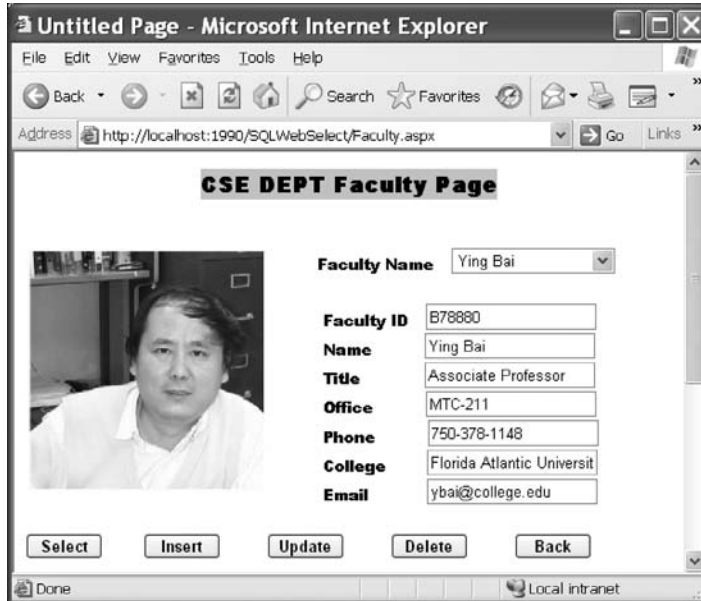 Untitled Page - Microsoft Internet Explorer
File Edit View Favorites Tools Help
Back Search Favorites »
Address http://localhost:1990/SQLWebSelect/Faculty.aspx Go Links »
CSE DEPT Faculty Page
Faculty Name Ying Bai
Faculty ID B78880
Name Ying Bai
Title Associate Professor
Office MTC-211
Phone 750-378-1148
College Florida Atlantic Universit
Email ybai@college.edu
Select Insert Update Delete Back
Done Local intranet